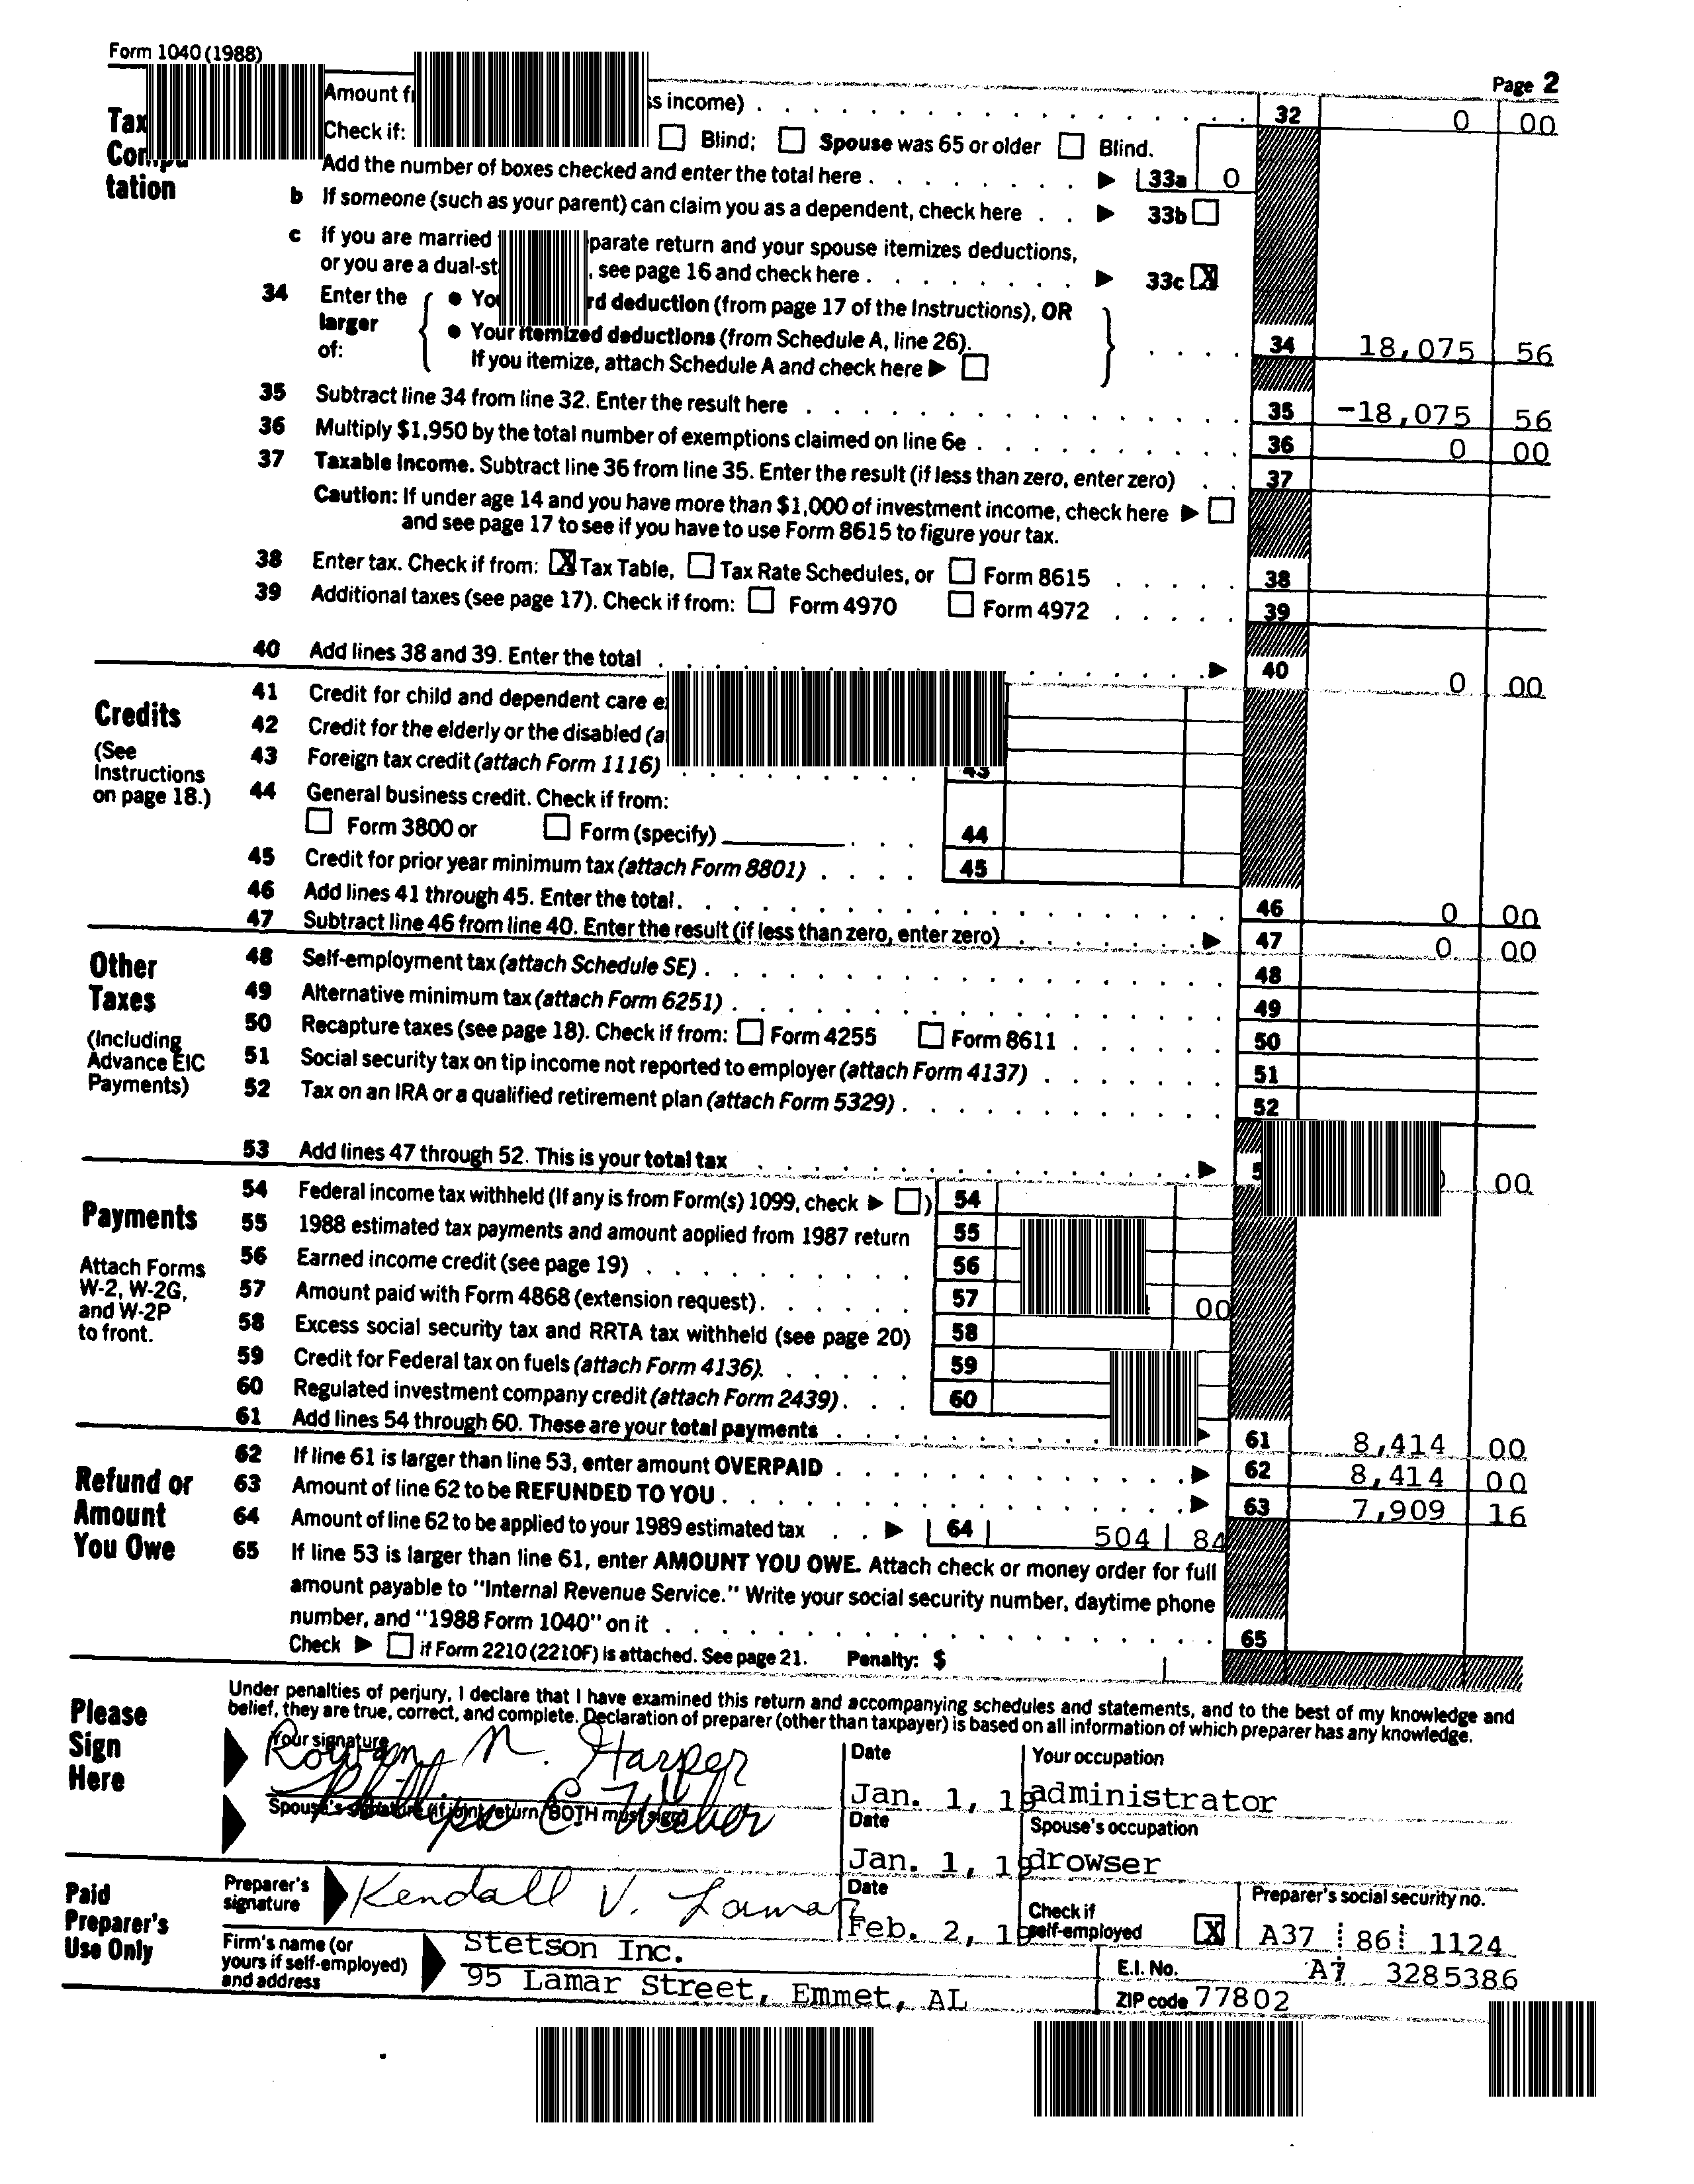 Form 1040 (1988)
Page 2
Tax
Compu
tation
Amount ss income) . . . . . . . . . . . . . . 32 0 00
Check if: Blind; Spouse was 65 or older Blind.
Add the number of boxes checked and enter the total here . . . . . . . . ▶ 33a 0
b If someone (such as your parent) can claim you as a dependent, check here . . ▶ 33b
c If you are married parate return and your spouse itemizes deductions,
or you are a , see page 16 and check here . . . . . . . . ▶ 33c X
34 Enter the larger of:
● rd deduction (from page 17 of the Instructions), OR
● Your itemized deductions (from Schedule A, line 26).
If you itemize, attach Schedule A and check here ▶
. . . . 34 18,075 56
35 Subtract line 34 from line 32. Enter the result here . . . . . . . . . . . . . . 35 -18,075 56
36 Multiply $1,950 by the total number of exemptions claimed on line 6e . . . . . . . . . 36 0 00
37 Taxable income. Subtract line 36 from line 35. Enter the result (if less than zero, enter zero) . . 37
Caution: If under age 14 and you have more than $1,000 of investment income, check here ▶
and see page 17 to see if you have to use Form 8615 to figure your tax.
38 Enter tax. Check if from: X Tax Table, Tax Rate Schedules, or Form 8615 . . . . . 38
39 Additional taxes (see page 17). Check if from: Form 4970 Form 4972 . . . . . 39
40 Add lines 38 and 39. Enter the total . . . . . . . . . . . . ▶ 40 0 00
Credits
(See
Instructions
on page 18.)
41 Credit for child and dependent care
42 Credit for the elderly or the disabled
43 Foreign tax credit (attach Form 1116) . . . . . . . . 43
44 General business credit. Check if from:
Form 3800 or Form (specify) . . . 44
45 Credit for prior year minimum tax (attach Form 8801) . . . . 45
46 Add lines 41 through 45. Enter the total . . . . . . . . . . . . . . . . . 46 0 00
47 Subtract line 46 from line 40. Enter the result (if less than zero, enter zero) . . . . . . ▶ 47 0 00
Other
Taxes
(Including
Advance EIC
Payments)
48 Self-employment tax (attach Schedule SE) . . . . . . . . . . . . . . . . 48
49 Alternative minimum tax (attach Form 6251) . . . . . . . . . . . . . . . 49
50 Recapture taxes (see page 18). Check if from: Form 4255 Form 8611 . . . . . . 50
51 Social security tax on tip income not reported to employer (attach Form 4137) . . . . . . 51
52 Tax on an IRA or a qualified retirement plan (attach Form 5329) . . . . . . . . . . 52
53 Add lines 47 through 52. This is your total tax . . . . . . . . . . . . . . ▶ 00
Payments
Attach Forms
W-2, W-2G,
and W-2P
to front.
54 Federal income tax withheld (If any is from Form(s) 1099, check ▶ ) 54
55 1988 estimated tax payments and amount applied from 1987 return 55
56 Earned income credit (see page 19) . . . . . . . . . 56
57 Amount paid with Form 4868 (extension request) . . . . . 57 00
58 Excess social security tax and RRTA tax withheld (see page 20) 58
59 Credit for Federal tax on fuels (attach Form 4136) . . . . . 59
60 Regulated investment company credit (attach Form 2439) . . . 60
61 Add lines 54 through 60. These are your total payments . . . . . . . . . ▶ 61 8,414 00
Refund or
Amount
You Owe
62 If line 61 is larger than line 53, enter amount OVERPAID . . . . . . . . . . . . ▶ 62 8,414 00
63 Amount of line 62 to be REFUNDED TO YOU . . . . . . . . . . . . . . . ▶ 63 7,909 16
64 Amount of line 62 to be applied to your 1989 estimated tax . . ▶ 64 504 84
65 If line 53 is larger than line 61, enter AMOUNT YOU OWE. Attach check or money order for full
amount payable to "Internal Revenue Service." Write your social security number, daytime phone
number, and "1988 Form 1040" on it . . . . . . . . . . . . . . . . . . 65
Check ▶ if Form 2210 (2210F) is attached. See page 21. Penalty: $
Please
Sign
Here
Under penalties of perjury, I declare that I have examined this return and accompanying schedules and statements, and to the best of my knowledge and
belief, they are true, correct, and complete. Declaration of preparer (other than taxpayer) is based on all information of which preparer has any knowledge.
Your signature Date Your occupation
Rowan N. Harper Jan. 1, 19 administrator
Spouse's signature (if joint return, BOTH must sign) Date Spouse's occupation
C. Weber Jan. 1, 19 drowser
Paid
Preparer's
Use Only
Preparer's signature Kendall V. Lamar
Date Feb. 2, 19
Check if self-employed X
Preparer's social security no. A37 86 1124
Firm's name (or
yours if self-employed)
and address
Stetson Inc.
95 Lamar Street, Emmet, AL
E.I. No. A7 3285386
ZIP code 77802